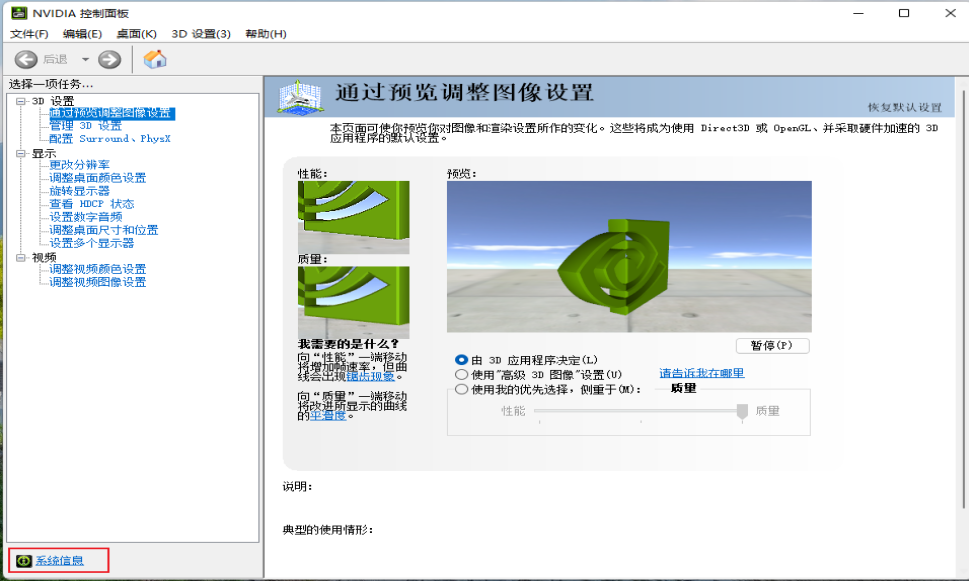 NVIDIA 控制面板
文件(F) 编辑(E) 桌面(K) 3D 设置(3) 帮助(H)
后退
选择一项任务...
3D 设置
通过预览调整图像设置
管理 3D 设置
配置 Surround、PhysX
显示
更改分辨率
调整桌面颜色设置
旋转显示器
查看 HDCP 状态
设置数字音频
调整桌面尺寸和位置
设置多个显示器
视频
调整视频颜色设置
调整视频图像设置
系统信息
通过预览调整图像设置
恢复默认设置
本页面可使你预览你对图像和渲染设置所作的变化。这些将成为使用 Direct3D 或 OpenGL、并采取硬件加速的 3D
应用程序的默认设置。
性能:
质量:
我需要的是什么?
向“性能”一端移动
将增加帧速率，但曲
线会出现锯齿现象。
向“质量”一端移动
将改进所显示的曲线
的平滑度。
预览:
暂停(P)
由 3D 应用程序决定(L)
使用"高级 3D 图像"设置(U) 请告诉我在哪里
使用我的优先选择，侧重于(M): 质量
性能 质量
说明:
典型的使用情形: